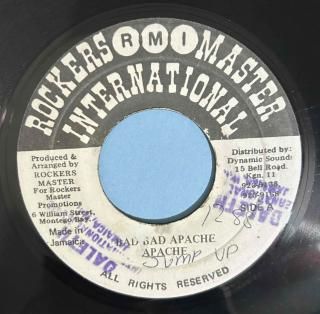 ROCKERS RMI MASTER
INTERNATIONAL
Produced &
Arranged by
ROCKERS
MASTER
For Rockers
Master
Promotions
6 William Street,
Montego Bay.
Made in
Jamaica
Distributed by:
Dynamic Sounds
15 Bell Road,
Kgn. 11
SIDE A
BAD BAD APACHE
APACHE
Jump UP
ALL RIGHTS RESERVED